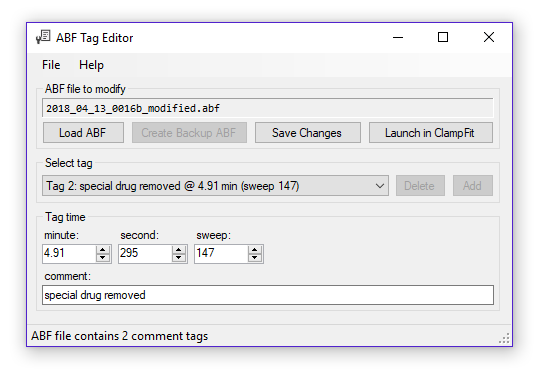 ABF Tag Editor
File Help
ABF file to modify
2018_04_13_0016b_modified.abf
Load ABF Create Backup ABF Save Changes Launch in ClampFit
Select tag
Tag 2: special drug removed @ 4.91 min (sweep 147) Delete Add
Tag time
minute: second: sweep:
4.91 295 147
comment:
special drug removed
ABF file contains 2 comment tags